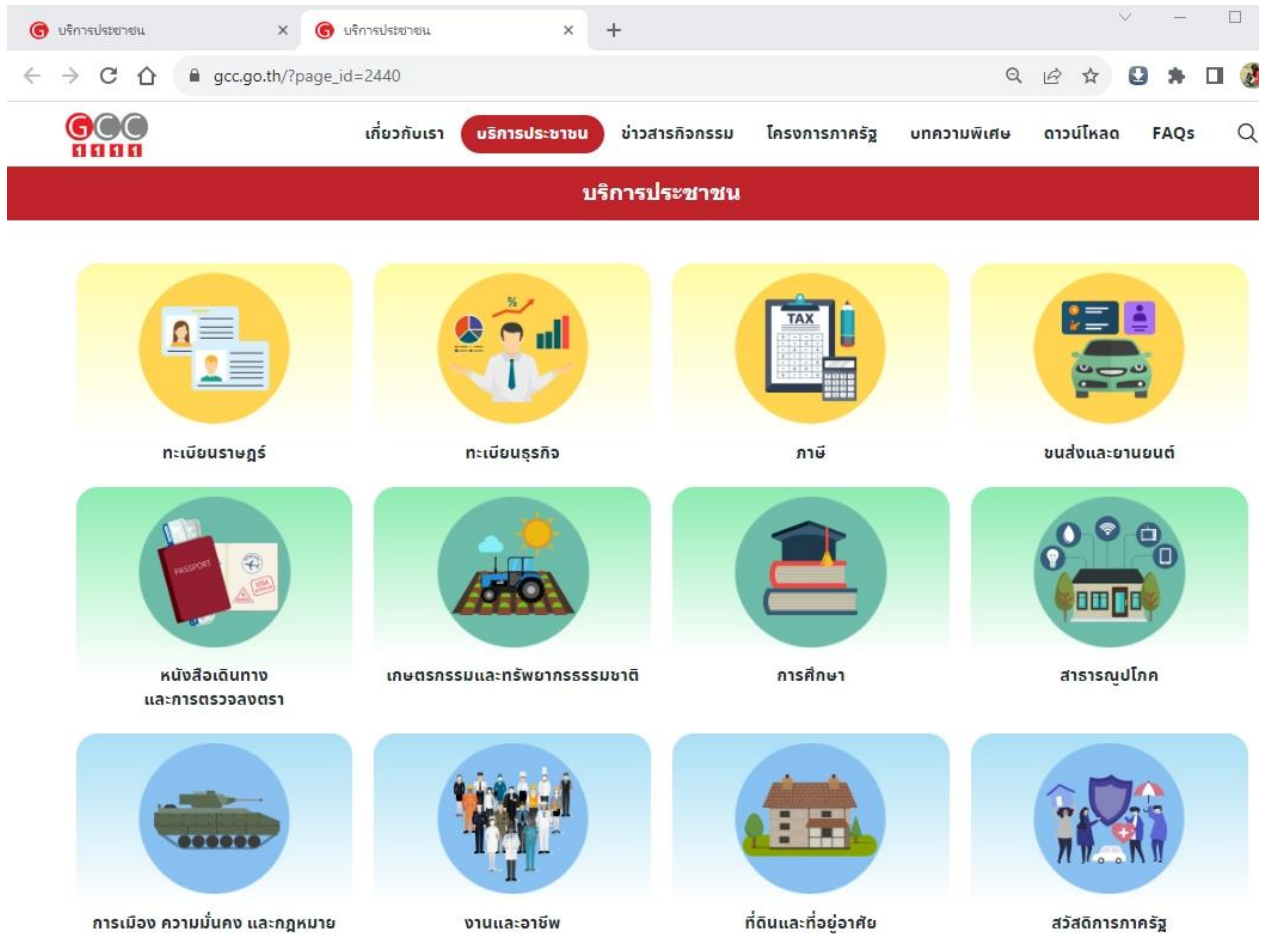 บริการประชาชน
บริการประชาชน
gcc.go.th/?page_id=2440
GCC
1111
เกี่ยวกับเรา บริการประชาชน ข่าวสารกิจกรรม โครงการภาครัฐ บทความพิเศษ ดาวน์โหลด FAQs
บริการประชาชน
%
TAX
ทะเบียนราษฎร์ ทะเบียนธุรกิจ ภาษี ขนส่งและยานยนต์
PASSPORT
VISA
หนังสือเดินทาง เกษตรกรรมและทรัพยากรธรรมชาติ การศึกษา สาธารณูปโภค
และการตรวจลงตรา
การเมือง ความมั่นคง และกฎหมาย งานและอาชีพ ที่ดินและที่อยู่อาศัย สวัสดิการภาครัฐ